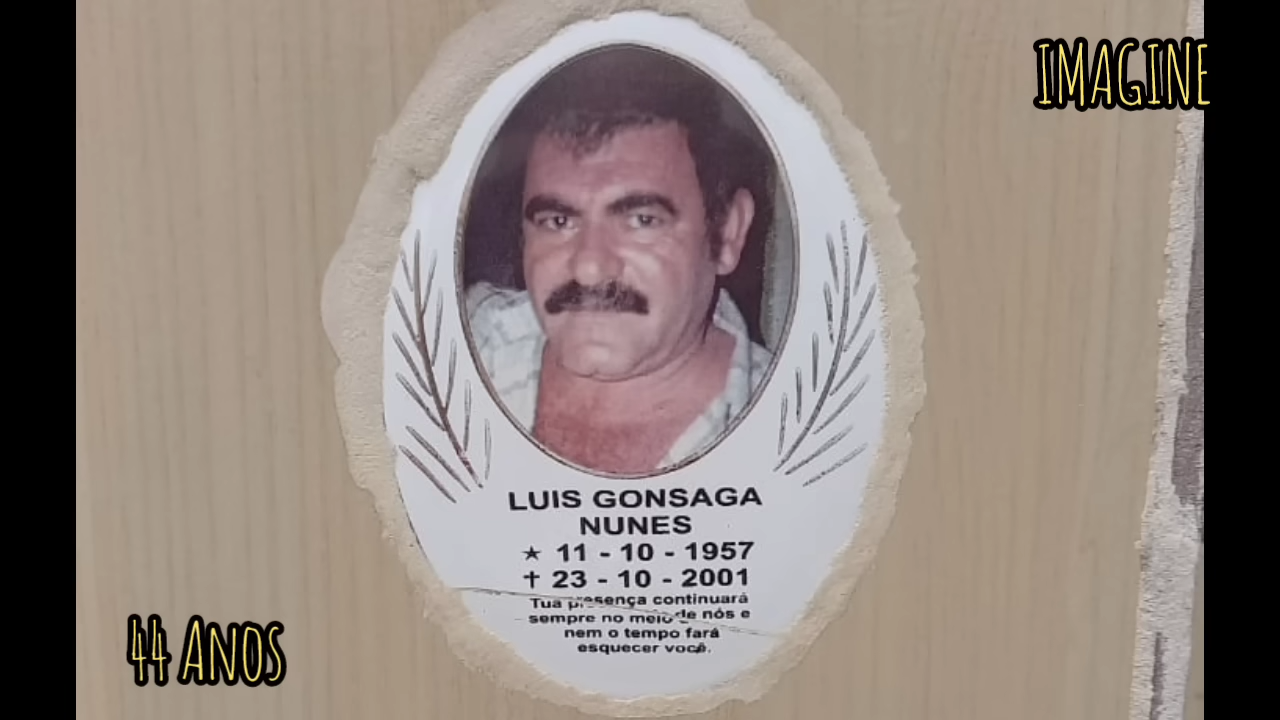 IMAGINE
LUIS GONSAGA
NUNES
★ 11 - 10 - 1957
✝ 23 - 10 - 2001
Tua presença continuará
sempre no meio de nós e
nem o tempo fará
esquecer você.
44 ANOS